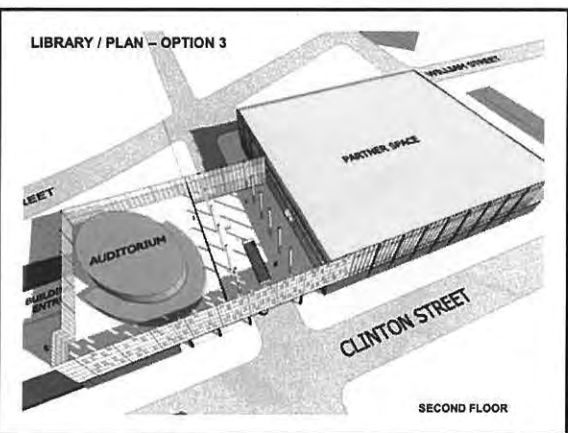 LIBRARY / PLAN – OPTION 3
WILLIAM STREET
PARTNER SPACE
AUDITORIUM
CLINTON STREET
SECOND FLOOR